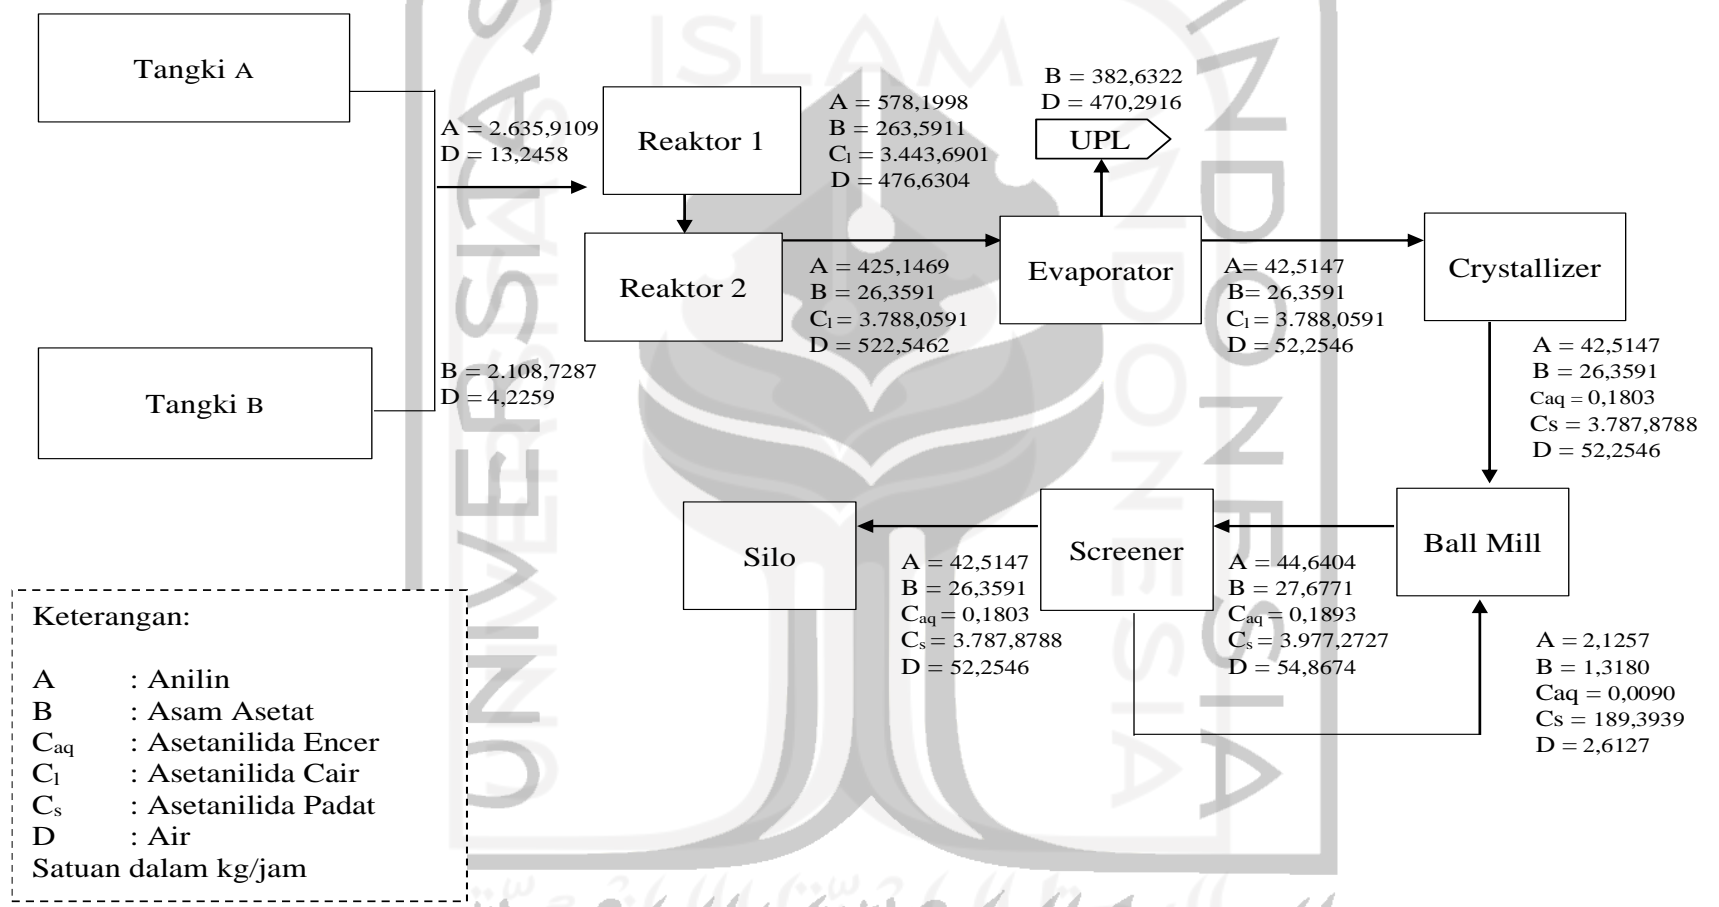 Tangki A
A = 2.635,9109
D = 13,2458
Reaktor 1
A = 578,1998
B = 263,5911
Cl = 3.443,6901
D = 476,6304
B = 382,6322
D = 470,2916
UPL
Reaktor 2
A = 425,1469
B = 26,3591
Cl = 3.788,0591
D = 522,5462
Evaporator
A= 42,5147
B= 26,3591
Cl = 3.788,0591
D = 52,2546
Crystallizer
A = 42,5147
B = 26,3591
Caq = 0,1803
Cs = 3.787,8788
D = 52,2546
Tangki B
B = 2.108,7287
D = 4,2259
Silo
A = 42,5147
B = 26,3591
Caq = 0,1803
Cs = 3.787,8788
D = 52,2546
Screener
A = 44,6404
B = 27,6771
Caq = 0,1893
Cs = 3.977,2727
D = 54,8674
Ball Mill
A = 2,1257
B = 1,3180
Caq = 0,0090
Cs = 189,3939
D = 2,6127
Keterangan:
A : Anilin
B : Asam Asetat
Caq : Asetanilida Encer
Cl : Asetanilida Cair
Cs : Asetanilida Padat
D : Air
Satuan dalam kg/jam
ISLAM
UNIVERSITAS
INDONESIA